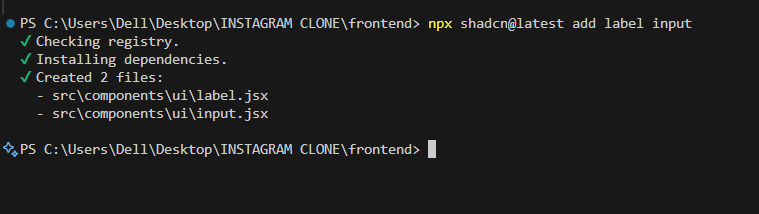 PS C:\Users\Dell\Desktop\INSTAGRAM CLONE\frontend> npx shadcn@latest add label input
✓ Checking registry.
✓ Installing dependencies.
✓ Created 2 files:
- src\components\ui\label.jsx
- src\components\ui\input.jsx
PS C:\Users\Dell\Desktop\INSTAGRAM CLONE\frontend>